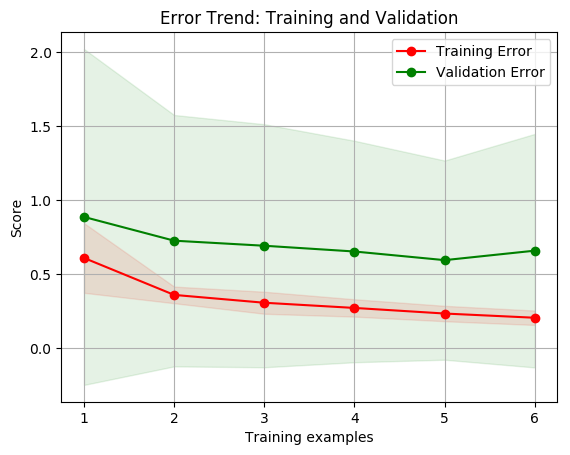 Error Trend: Training and Validation
Training Error
Validation Error
Score
2.0
1.5
1.0
0.5
0.0
1 2 3 4 5 6
Training examples